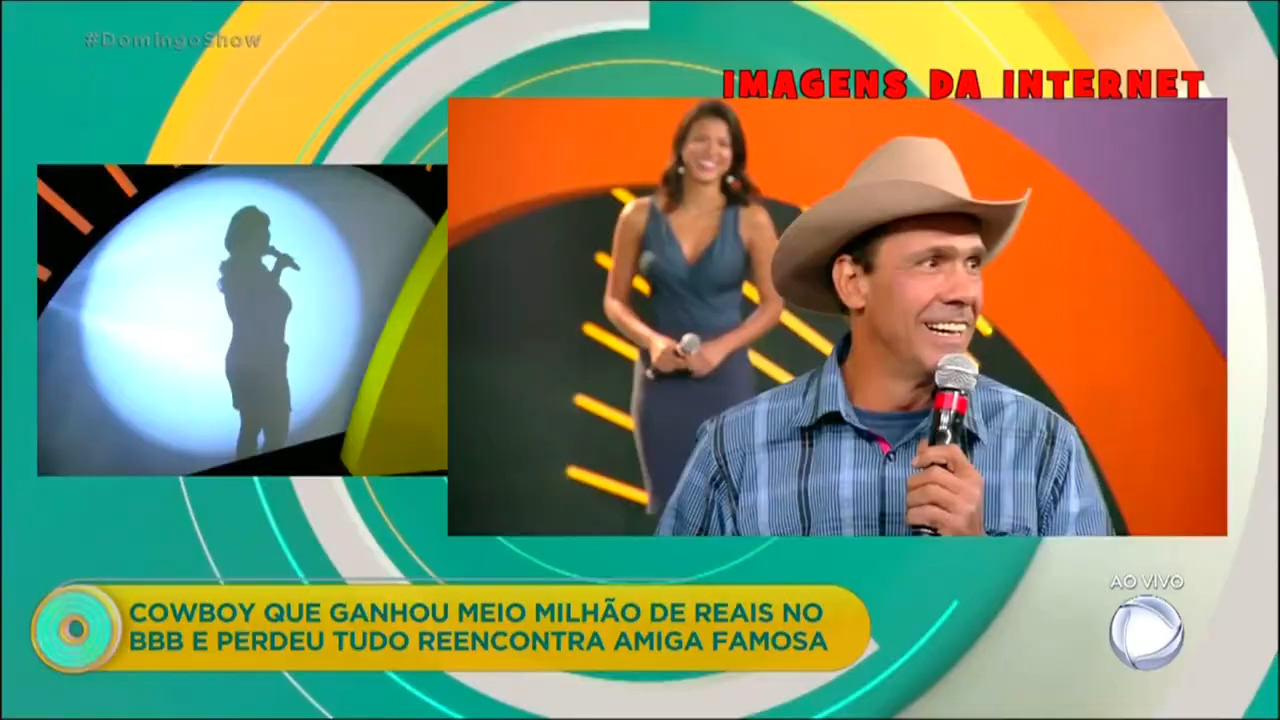 #DomingoShow
IMAGENS DA INTERNET
AO VIVO
COWBOY QUE GANHOU MEIO MILHÃO DE REAIS NO
BBB E PERDEU TUDO REENCONTRA AMIGA FAMOSA